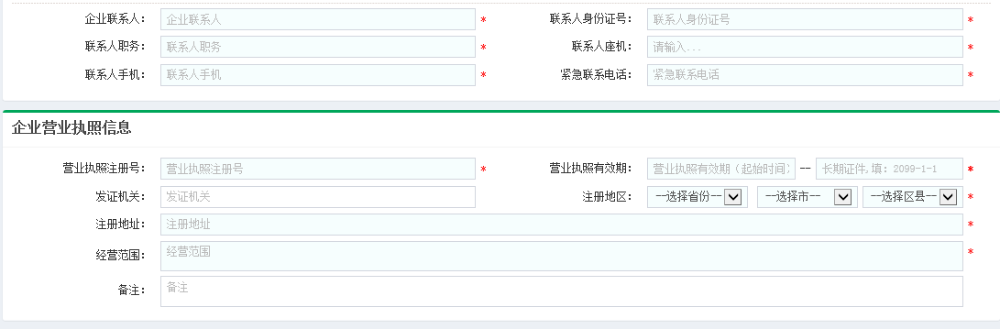 企业联系人： 企业联系人 * 联系人身份证号： 联系人身份证号 *
联系人职务： 联系人职务 * 联系人座机： 请输入... *
联系人手机： 联系人手机 * 紧急联系电话： 紧急联系电话 *
企业营业执照信息
营业执照注册号： 营业执照注册号 * 营业执照有效期： 营业执照有效期（起始时间） -- 长期证件,填：2099-1-1 *
发证机关： 发证机关 注册地区： --选择省份-- --选择市-- --选择区县-- *
注册地址： 注册地址 *
经营范围： 经营范围 *
备注： 备注